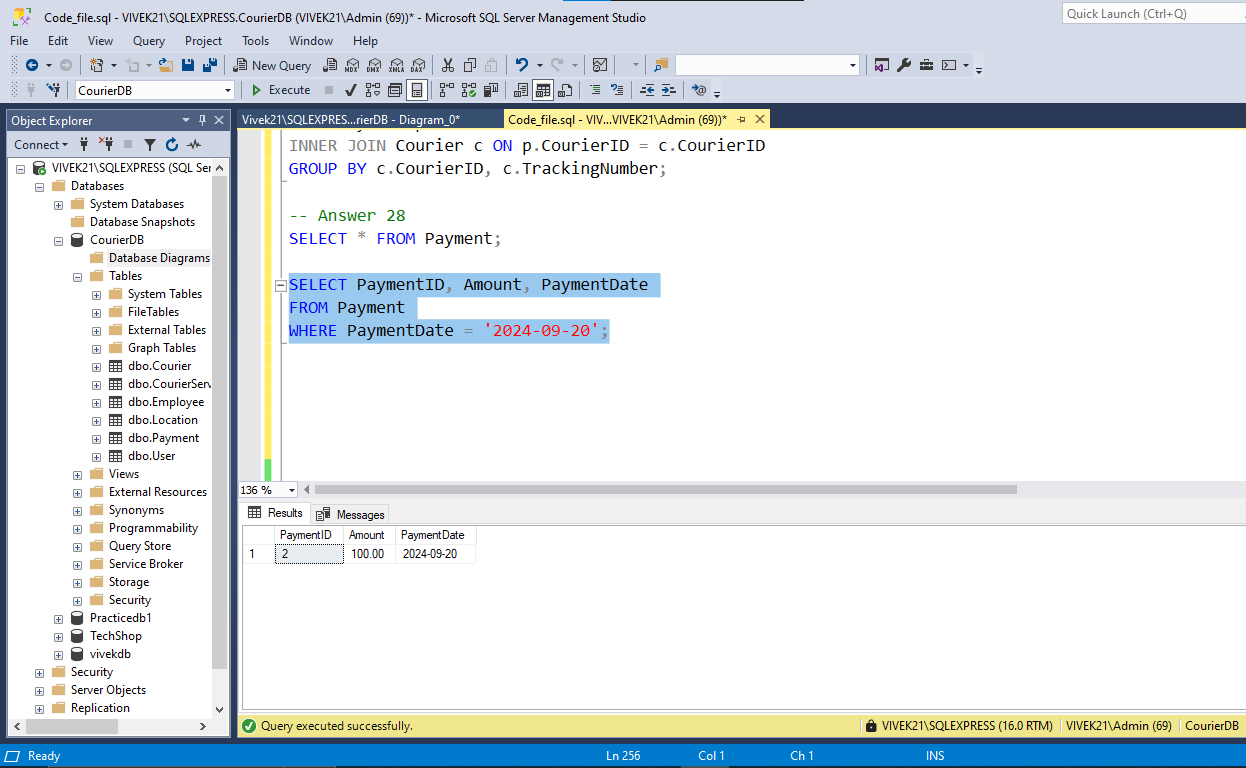 Code_file.sql - VIVEK21\SQLEXPRESS.CourierDB (VIVEK21\Admin (69))* - Microsoft SQL Server Management Studio
Quick Launch (Ctrl+Q)
File Edit View Query Project Tools Window Help
New Query MDX DMX XMLA DAX
CourierDB Execute
Object Explorer
Vivek21\SQLEXPRES...rierDB - Diagram_0*
Code_file.sql - VIV...VIVEK21\Admin (69))*
Connect
VIVEK21\SQLEXPRESS (SQL Ser
Databases
System Databases
Database Snapshots
CourierDB
Database Diagrams
Tables
System Tables
FileTables
External Tables
Graph Tables
dbo.Courier
dbo.CourierServ
dbo.Employee
dbo.Location
dbo.Payment
dbo.User
Views
External Resources
Synonyms
Programmability
Query Store
Service Broker
Storage
Security
Practicedb1
TechShop
vivekdb
Security
Server Objects
Replication
INNER JOIN Courier c ON p.CourierID = c.CourierID
GROUP BY c.CourierID, c.TrackingNumber;
-- Answer 28
SELECT * FROM Payment;
SELECT PaymentID, Amount, PaymentDate
FROM Payment
WHERE PaymentDate = '2024-09-20';
136 %
Results Messages
PaymentID Amount PaymentDate
1 2 100.00 2024-09-20
Query executed successfully.
VIVEK21\SQLEXPRESS (16.0 RTM) VIVEK21\Admin (69) CourierDB
Ready Ln 256 Col 1 Ch 1 INS